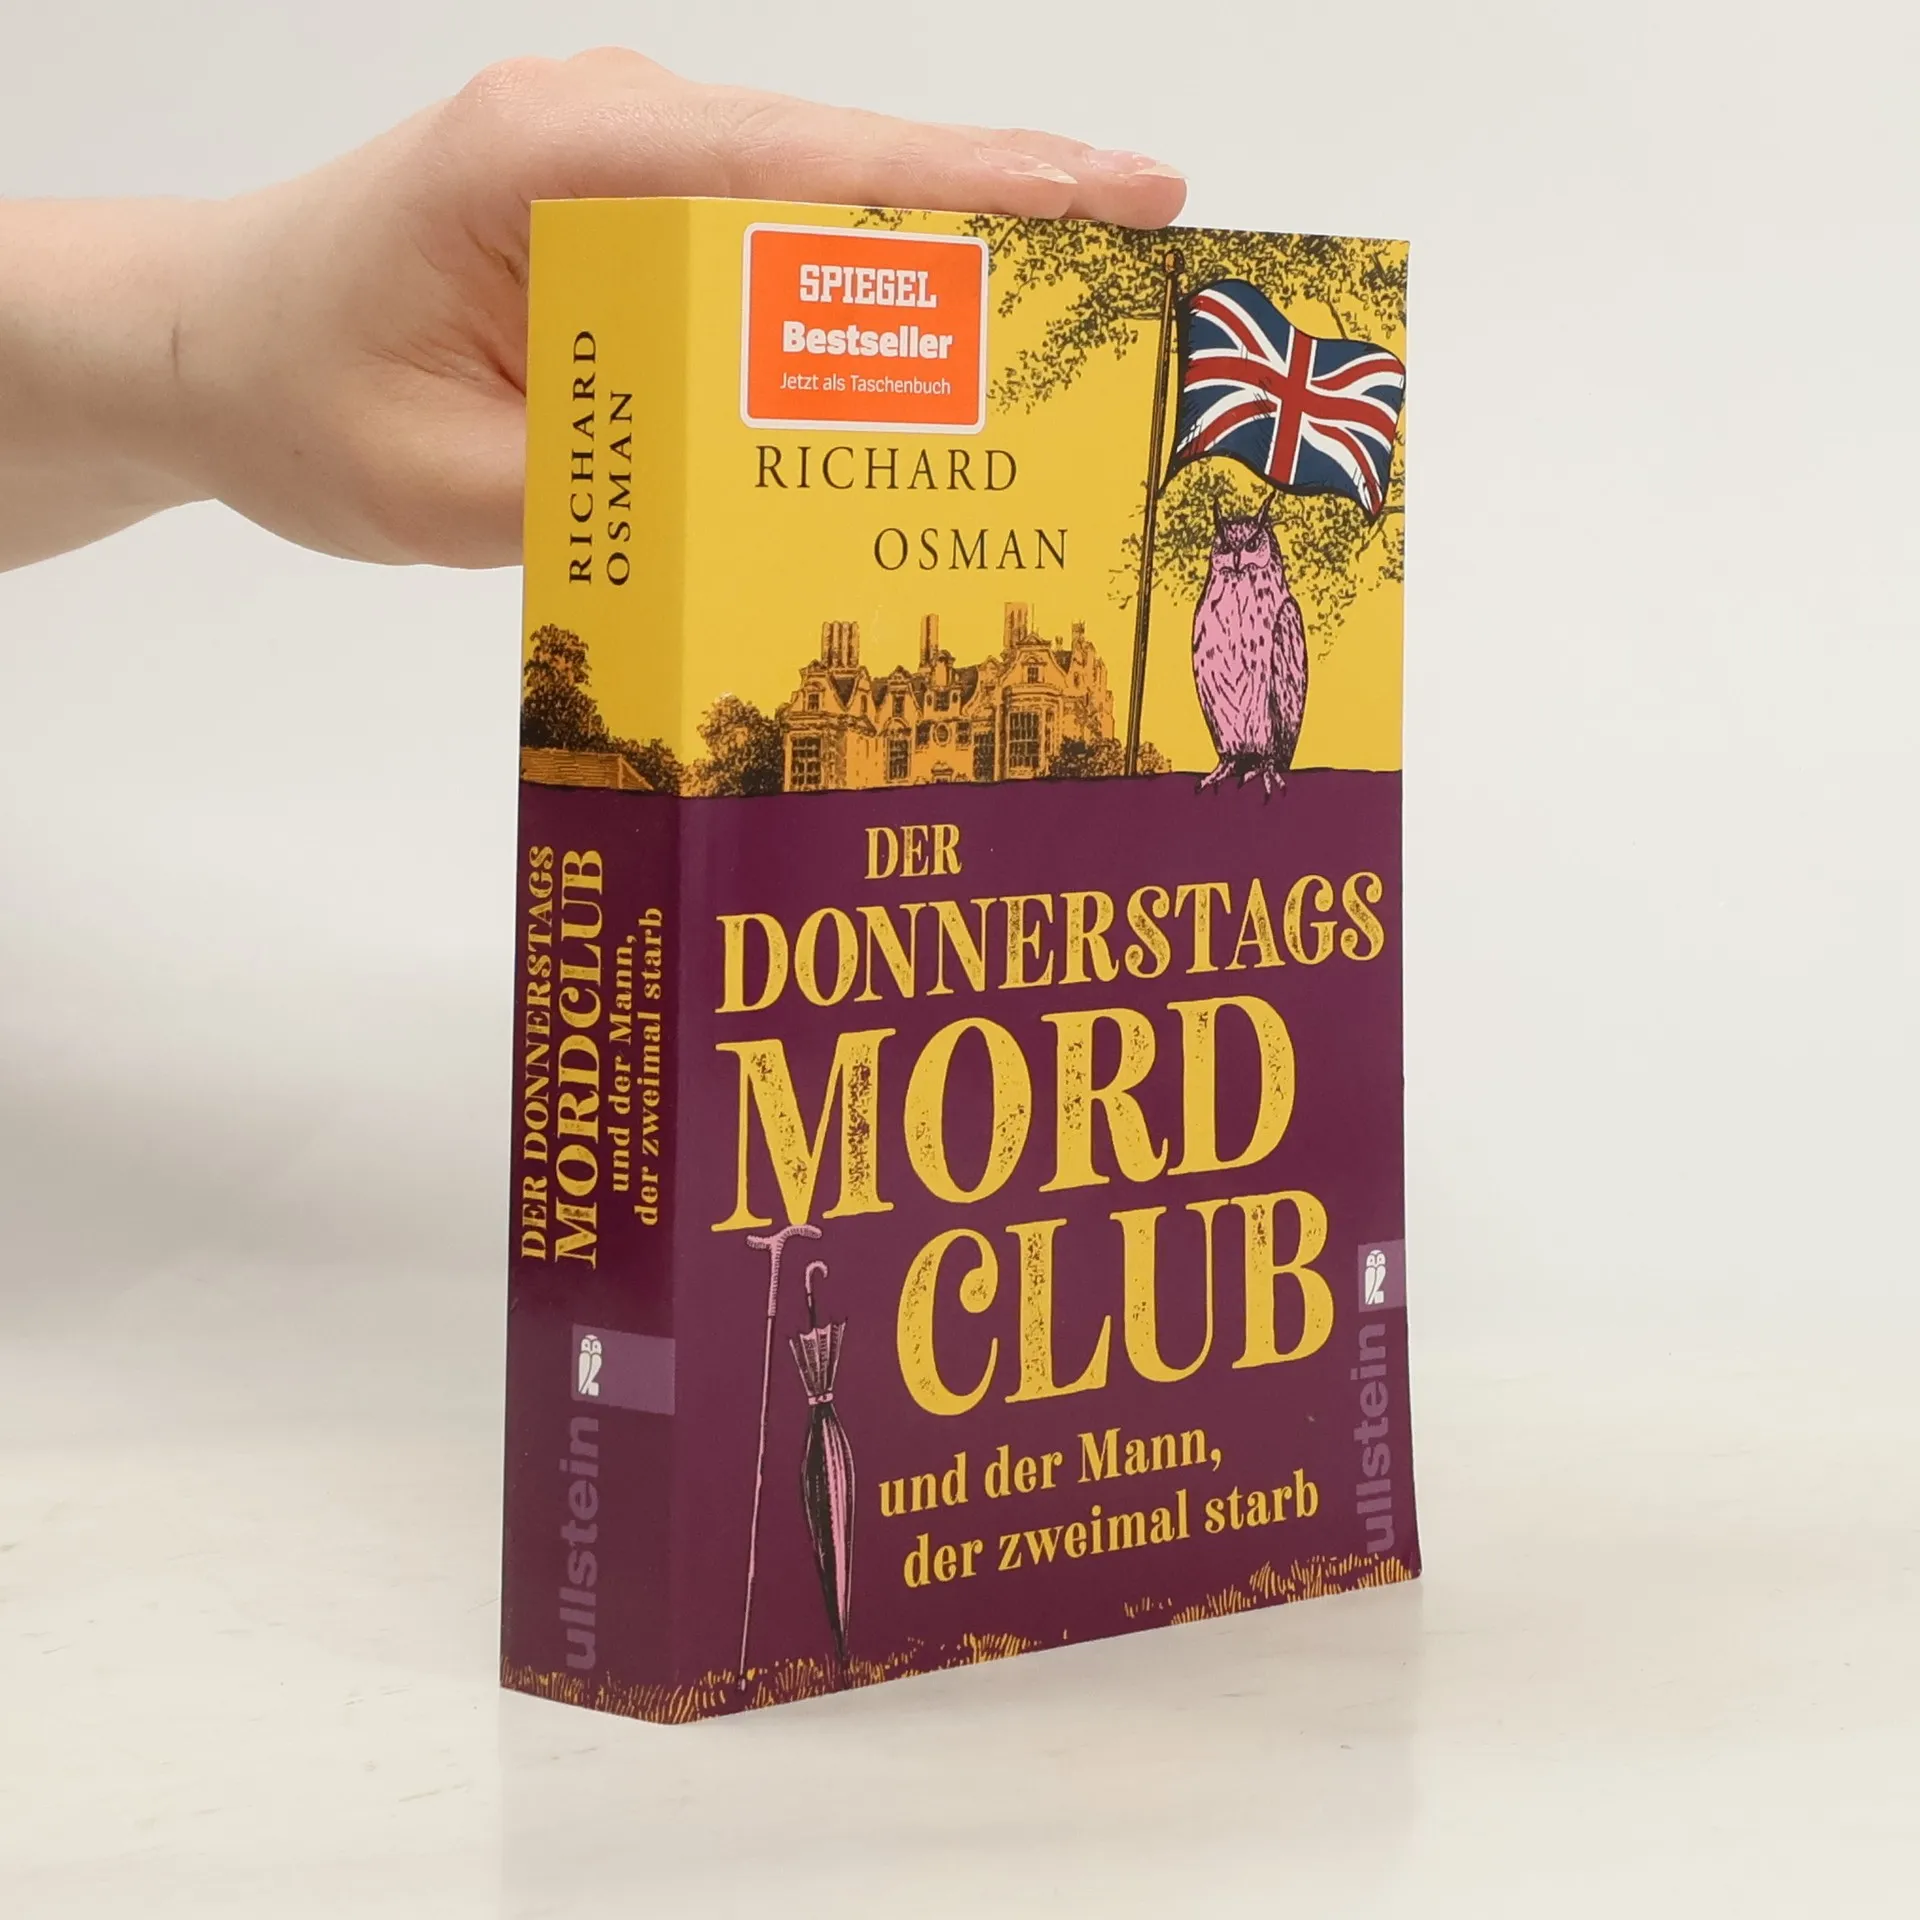 RICHARD
OSMAN
DER DONNERSTAGS
MORDCLUB
und der Mann,
der zweimal starb
ullstein
SPIEGEL
Bestseller
Jetzt als Taschenbuch
RICHARD
OSMAN
DER
DONNERSTAGS
MORD
CLUB
und der Mann,
der zweimal starb
ullstein